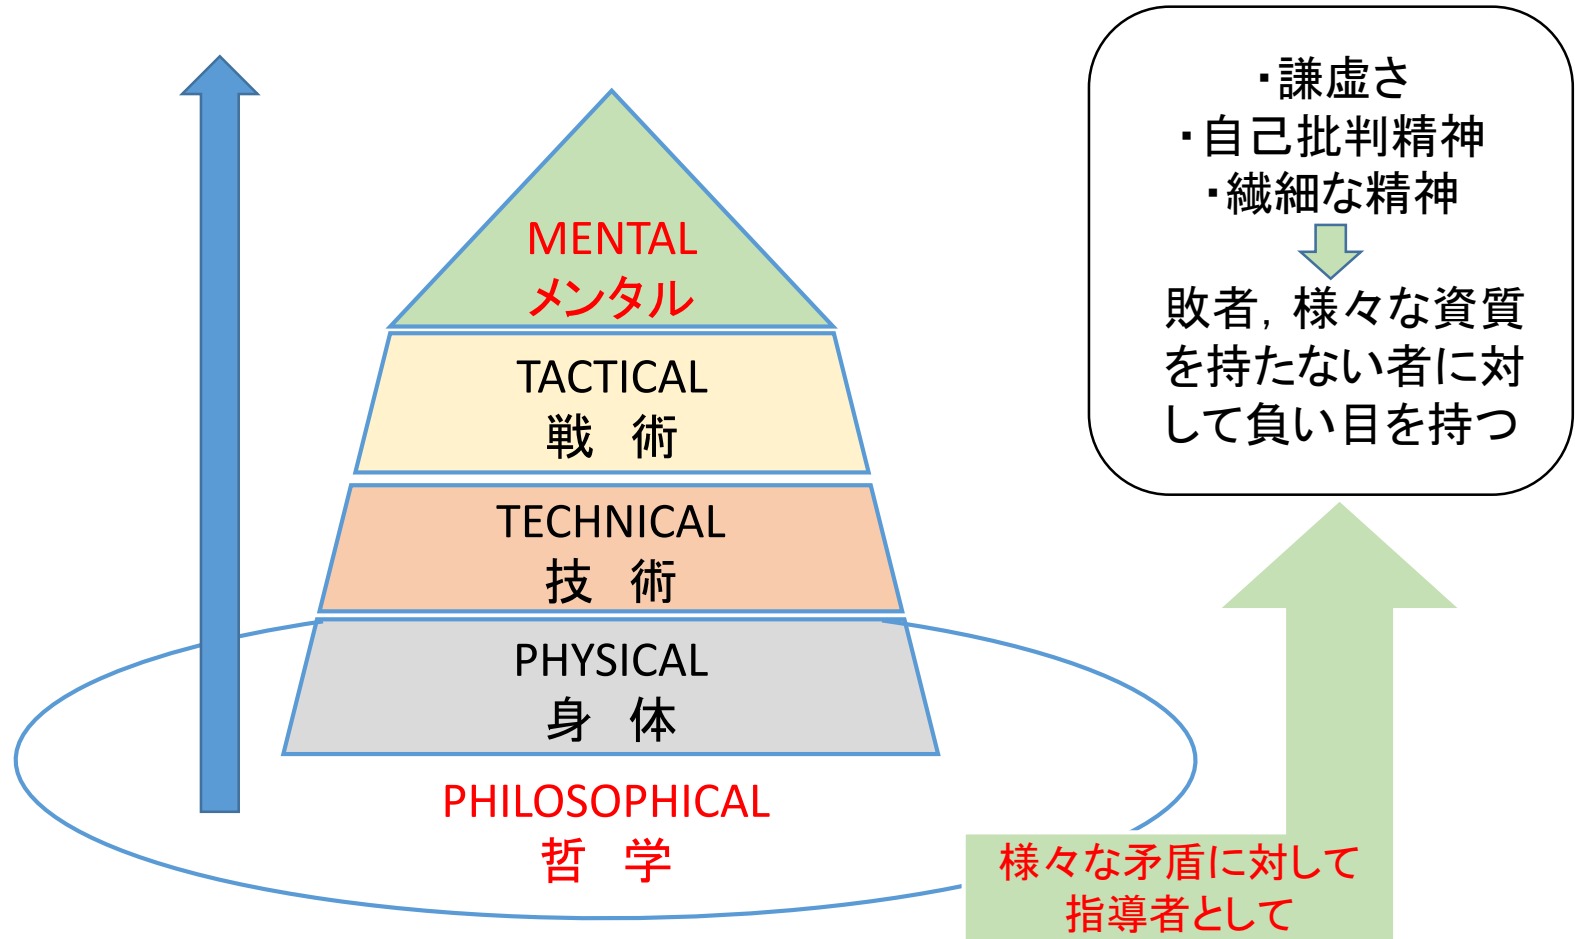 MENTAL
メンタル
TACTICAL
戦　術
TECHNICAL
技　術
PHYSICAL
身　体
PHILOSOPHICAL
哲　学
・謙虚さ
・自己批判精神
・繊細な精神
敗者，様々な資質
を持たない者に対
して負い目を持つ
様々な矛盾に対して
指導者として